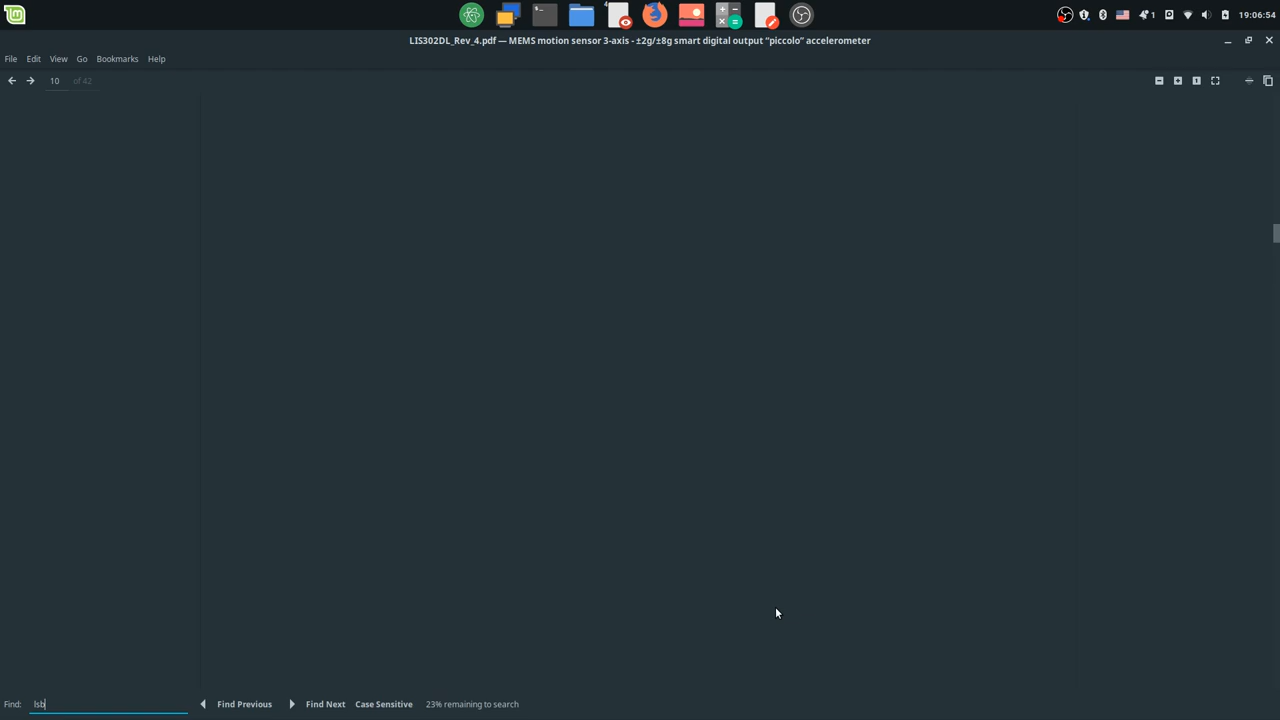 4
1
19:06:54
LIS302DL_Rev_4.pdf — MEMS motion sensor 3-axis - ±2g/±8g smart digital output “piccolo” accelerometer
File Edit View Go Bookmarks Help
10 of 42
Find: lsb Find Previous Find Next Case Sensitive 23% remaining to search